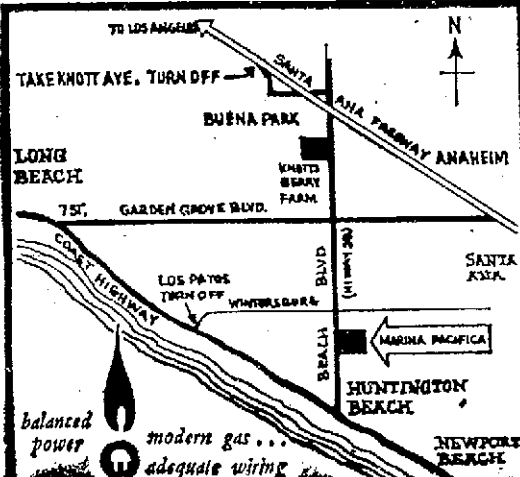 TO LOS ANGELES
N
TAKE KNOTT AVE. TURN OFF
SANTA ANA FREEWAY
BUENA PARK
ANAHEIM
LONG
BEACH
KNOTTS
BERRY
FARM
7 ST.
GARDEN GROVE BLVD.
SANTA
ANA
COAST HIGHWAY
BEACH BLVD
LOS PATOS
TURN OFF
WINTERSBURG
MARINA PACIFICA
HUNTINGTON
BEACH
balanced
power
modern gas...
adequate wiring
NEWPORT
BEACH